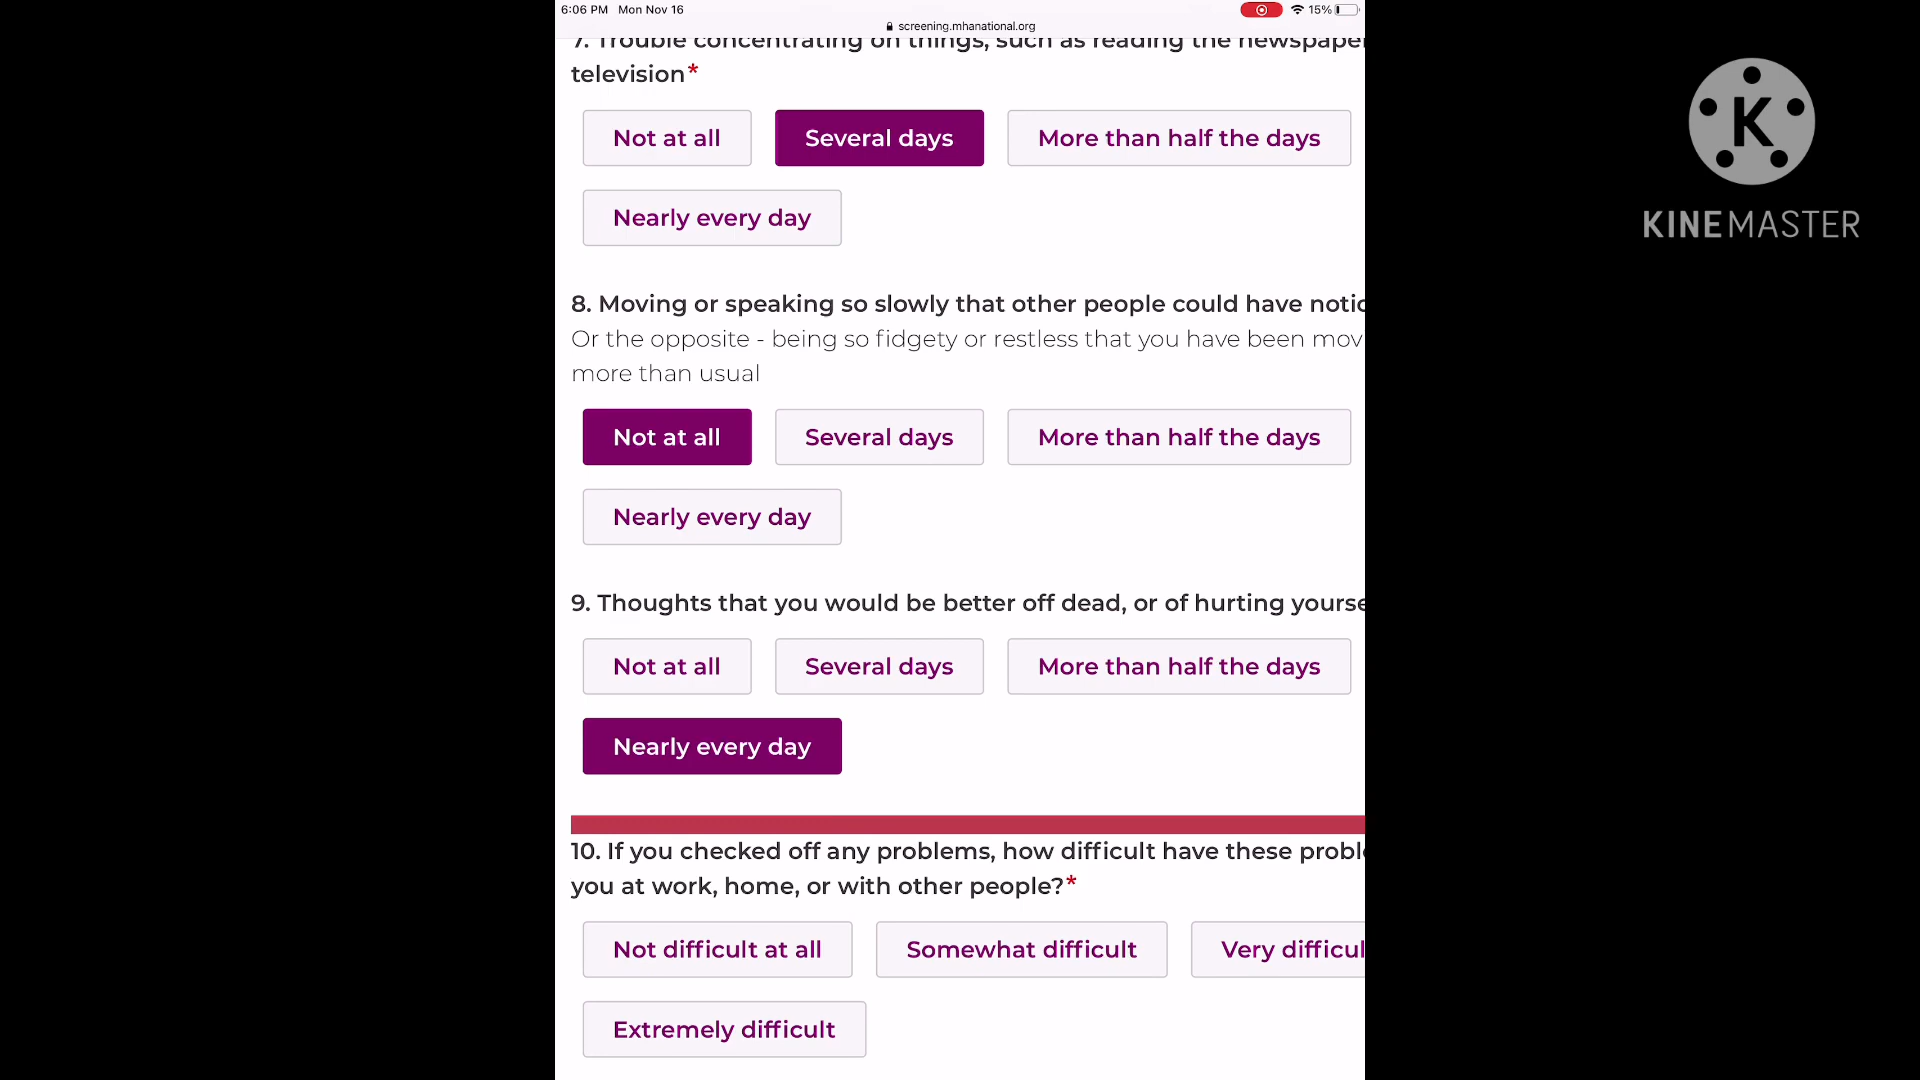 6:06 PM Mon Nov 16
15%
screening.mhanational.org
7. Trouble concentrating on things, such as reading the newspaper
television*
Not at all Several days More than half the days
Nearly every day
8. Moving or speaking so slowly that other people could have notic
Or the opposite - being so fidgety or restless that you have been mov
more than usual
Not at all Several days More than half the days
Nearly every day
9. Thoughts that you would be better off dead, or of hurting yourse
Not at all Several days More than half the days
Nearly every day
10. If you checked off any problems, how difficult have these proble
you at work, home, or with other people?*
Not difficult at all Somewhat difficult Very difficul
Extremely difficult
K
KINEMASTER